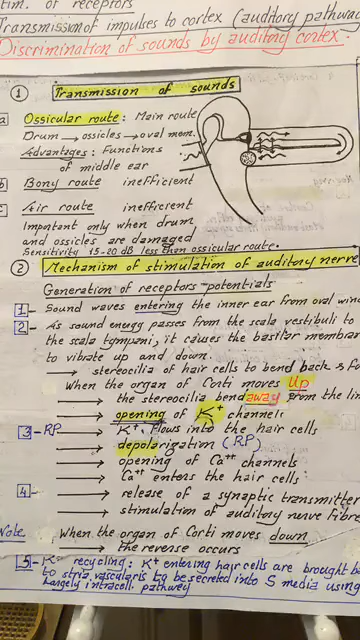 stim. of receptors
Transmission of impulses to cortex (auditory pathway
Discrimination of sounds by auditory cortex.
1 Transmission of sounds
a Ossicular route: Main route
Drum → ossicles → oval mem.
Advantages: Functions
of middle ear
b Bony route inefficient
c Air route inefficient
Important only when drum
and ossicles are damaged
Sensitivity 15-20 dB less than ossicular route.
2 Mechanism of stimulation of auditory nerve
Generation of receptors-potentials
1- Sound waves entering the inner ear from oval wind
2- As sound energy passes from the scala vestibuli to
the scala tympani, it causes the basilar membran
to vibrate up and down.
→ stereocilia of hair cells to bend back & fo
When the organ of Corti moves Up
→ the stereocilia bend away from the lim
→ opening of K+ channels
3- RP → K+ flows into the hair cells
depolarization (RP)
→ opening of Ca++ channels
→ Ca++ enters the hair cells
4- → release of a synaptic transmitter
→ stimulation of auditory nerve fibre
Note When the organ of Corti moves down
→ the reverse occurs
5- K+ recycling: K+ entering hair cells are brought b
to stria vascularis to be secreted into S media using
largely intracell. pathway